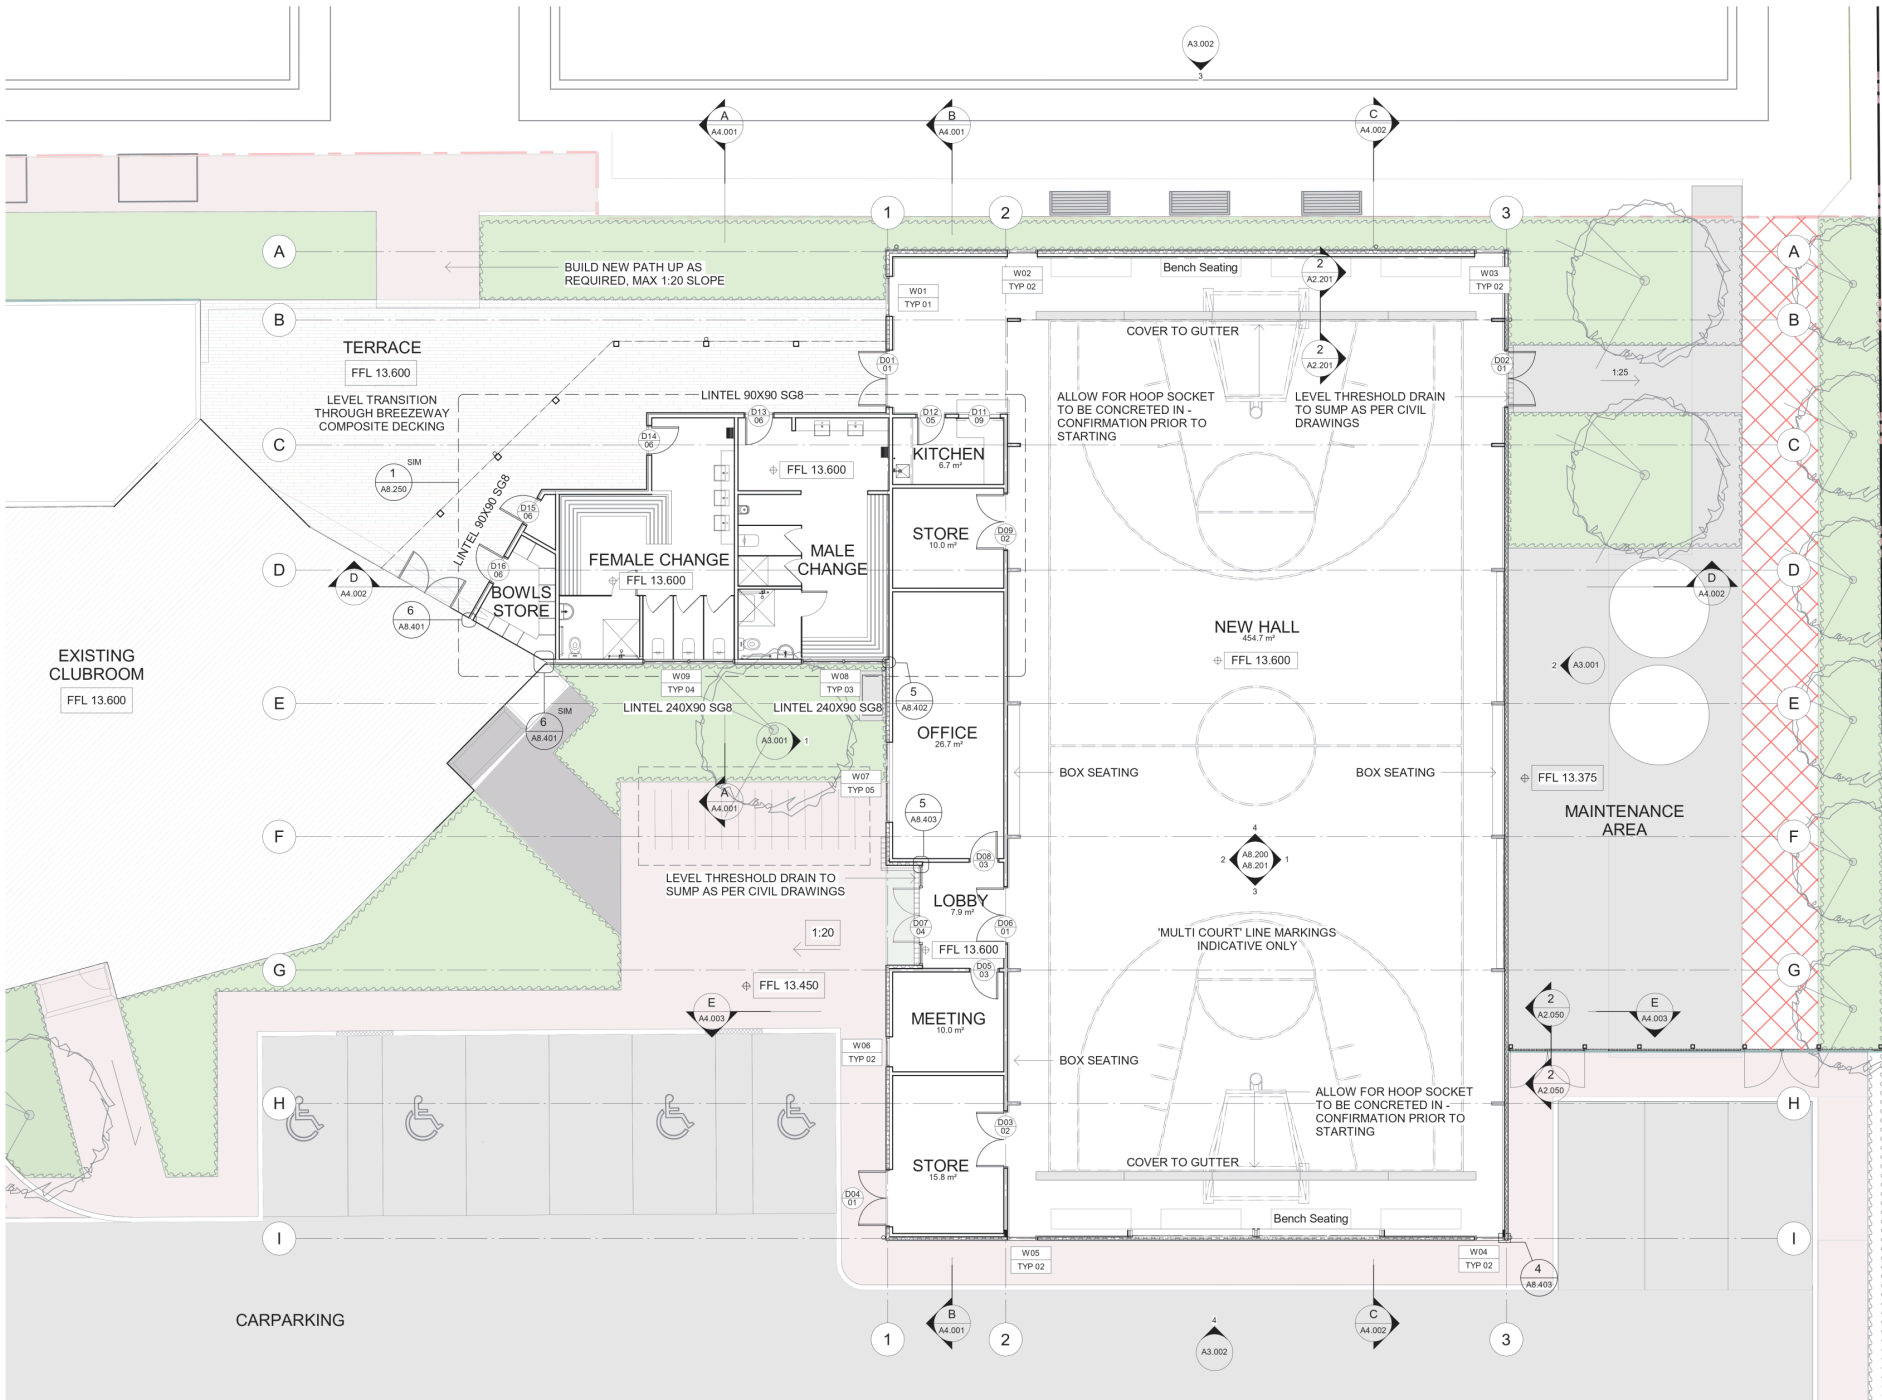 A3.002
3
A
A4.001
B
A4.001
C
A4.002
1
2
3
A
A
BUILD NEW PATH UP AS
REQUIRED, MAX 1:20 SLOPE
W01
TYP 01
W02
TYP 02
Bench Seating
2
A2.201
W03
TYP 02
B
B
COVER TO GUTTER
TERRACE
FFL 13.600
D01
01
2
A2.201
D02
01
1:25
LEVEL TRANSITION
THROUGH BREEZEWAY
COMPOSITE DECKING
LINTEL 90X90 SG8
ALLOW FOR HOOP SOCKET
TO BE CONCRETED IN -
CONFIRMATION PRIOR TO
STARTING
LEVEL THRESHOLD DRAIN
TO SUMP AS PER CIVIL
DRAWINGS
D13
06
D12
05
D11
09
D14
06
C
C
KITCHEN
6.7 m²
SIM
1
A8.250
FFL 13.600
LINTEL 90X90 SG8
D15
06
STORE
10.0 m²
D09
02
FEMALE CHANGE
FFL 13.600
MALE
CHANGE
D
D
D16
06
D
A4.002
BOWLS
STORE
6
A8.401
D
A4.002
NEW HALL
454.7 m²
FFL 13.600
2
A3.001
EXISTING
CLUBROOM
FFL 13.600
W09
TYP 04
W08
TYP 03
5
A8.402
E
E
LINTEL 240X90 SG8
LINTEL 240X90 SG8
SIM
6
A8.401
A3.001
1
OFFICE
26.7 m²
W07
TYP 05
BOX SEATING
BOX SEATING
FFL 13.375
A
A4.001
5
A8.403
MAINTENANCE
AREA
F
F
4
2
A8.200
A8.201
1
3
D08
03
LEVEL THRESHOLD DRAIN TO
SUMP AS PER CIVIL DRAWINGS
LOBBY
7.9 m²
D07
04
D06
01
1:20
FFL 13.600
'MULTI COURT' LINE MARKINGS
INDICATIVE ONLY
G
G
D05
03
FFL 13.450
E
A4.003
MEETING
10.0 m²
2
A2.050
E
A4.003
W06
TYP 02
BOX SEATING
2
A2.050
H
H
ALLOW FOR HOOP SOCKET
TO BE CONCRETED IN -
CONFIRMATION PRIOR TO
STARTING
D03
02
STORE
15.8 m²
COVER TO GUTTER
D04
01
Bench Seating
I
I
W05
TYP 02
W04
TYP 02
4
A8.403
CARPARKING
B
A4.001
C
A4.002
4
A3.002
1
2
3